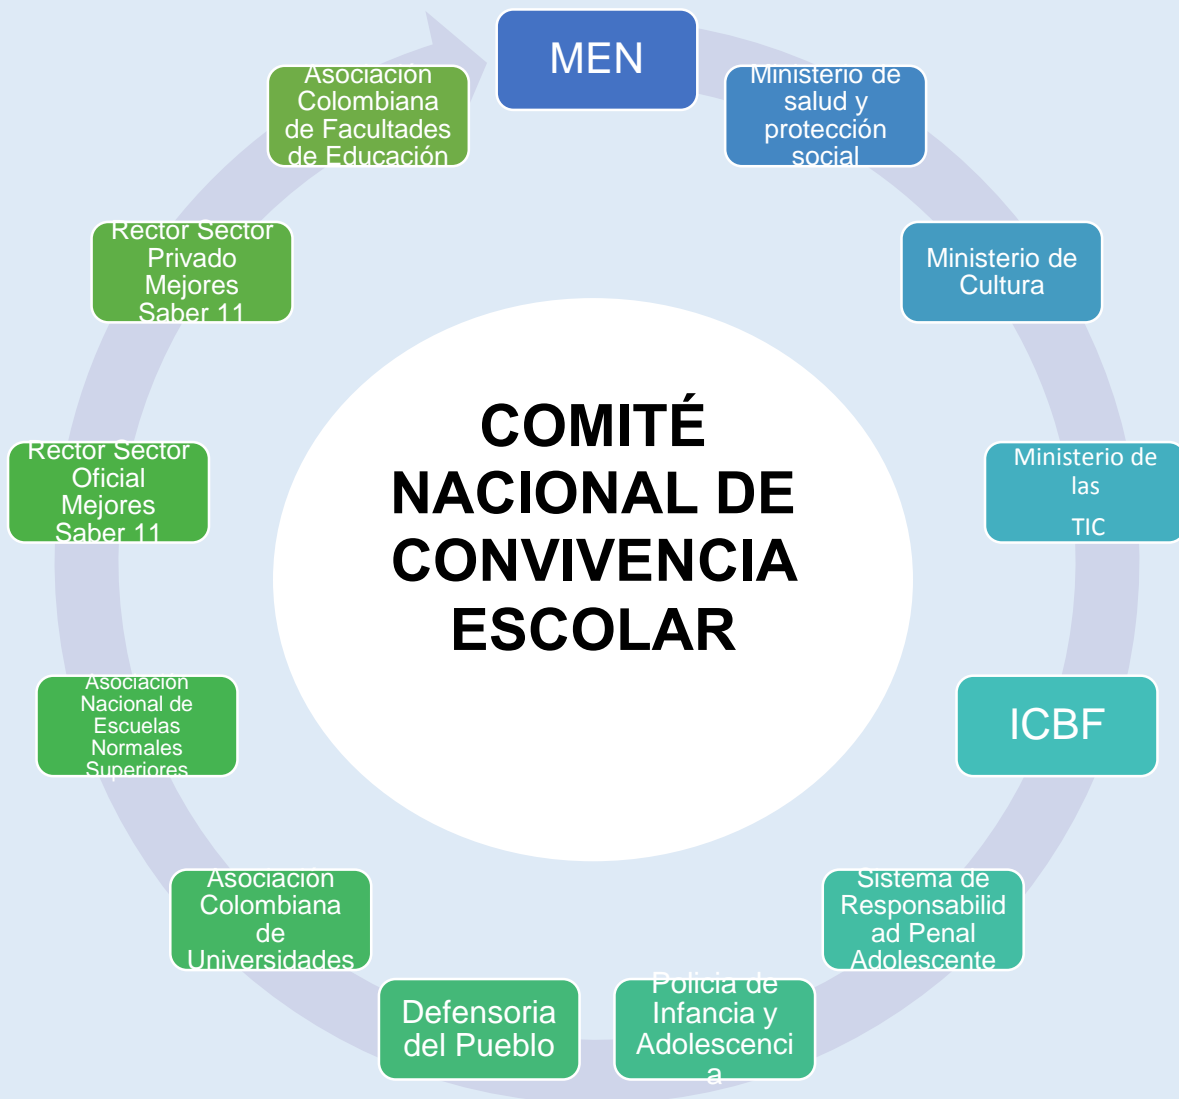 MEN
Ministerio de
salud y
protección
social
Ministerio de
Cultura
Ministerio de
las
TIC
ICBF
Sistema de
Responsabilid
ad Penal
Adolescente
Policia de
Infancia y
Adolescenci
a
Defensoria
del Pueblo
Asociación
Colombiana
de
Universidades
Asociación
Nacional de
Escuelas
Normales
Superiores
Rector Sector
Oficial
Mejores
Saber 11
Rector Sector
Privado
Mejores
Saber 11
Asociación
Colombiana
de Facultades
de Educación
COMITÉ
NACIONAL DE
CONVIVENCIA
ESCOLAR